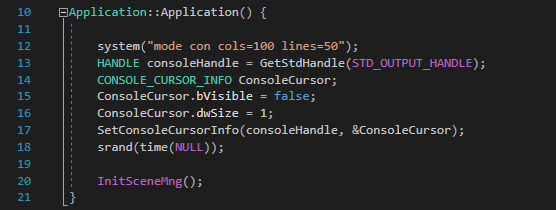 10 Application::Application() {
11
12 system("mode con cols=100 lines=50");
13 HANDLE consoleHandle = GetStdHandle(STD_OUTPUT_HANDLE);
14 CONSOLE_CURSOR_INFO ConsoleCursor;
15 ConsoleCursor.bVisible = false;
16 ConsoleCursor.dwSize = 1;
17 SetConsoleCursorInfo(consoleHandle, &ConsoleCursor);
18 srand(time(NULL));
19
20 InitSceneMng();
21 }